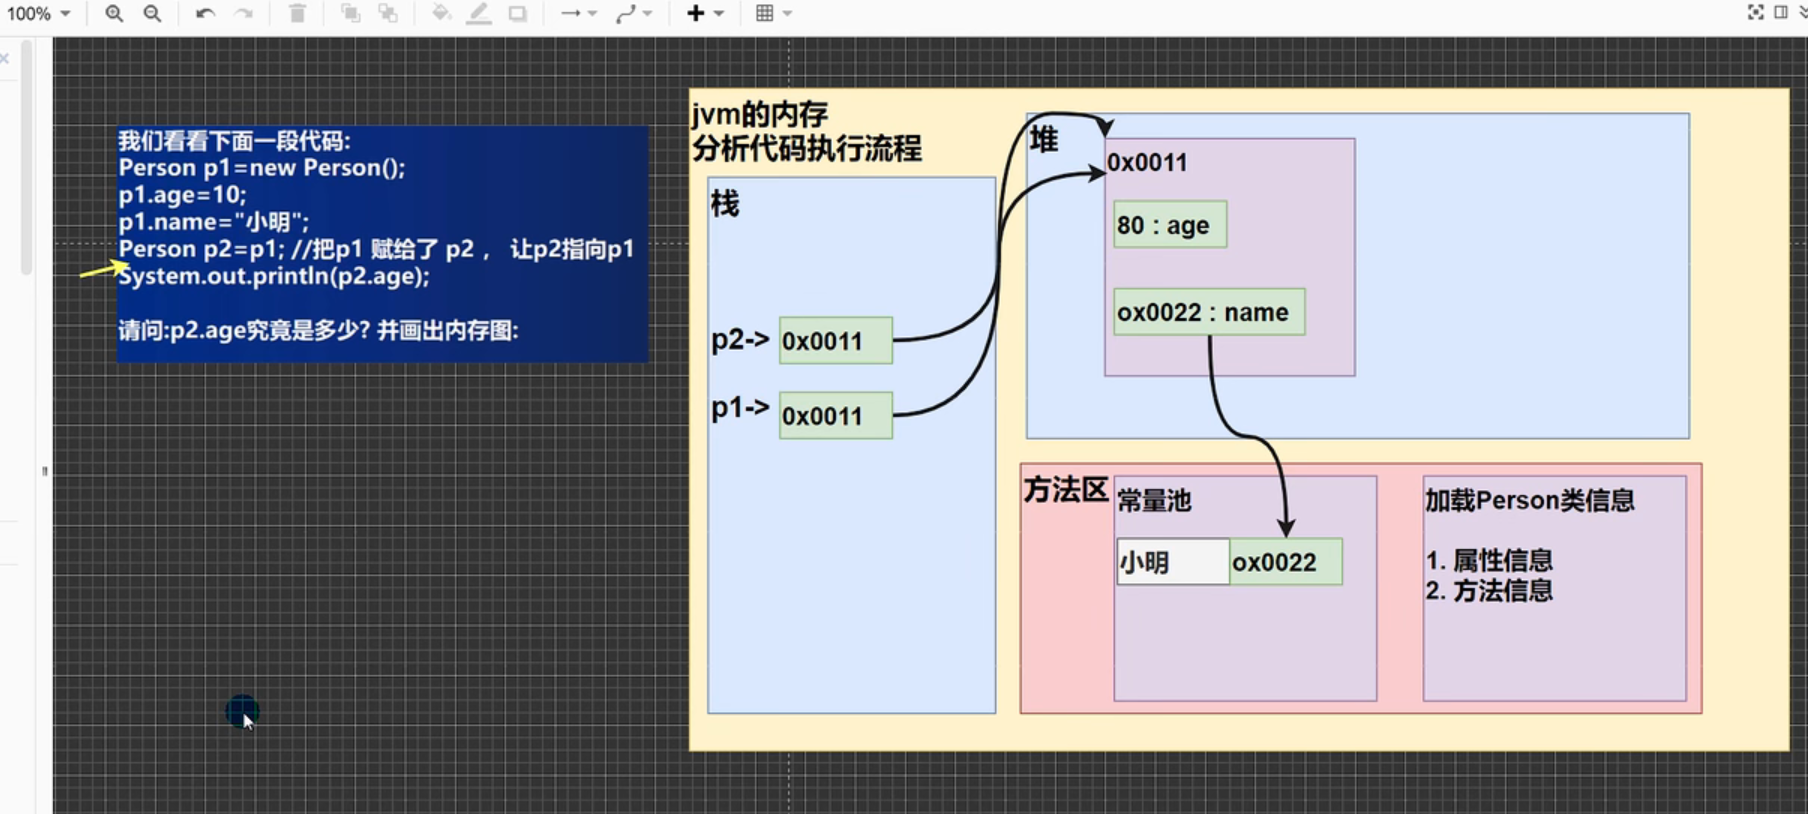 100%
我们看看下面一段代码:
Person p1=new Person();
p1.age=10;
p1.name="小明";
Person p2=p1; //把p1 赋给了 p2 ， 让p2指向p1
System.out.println(p2.age);
请问:p2.age究竟是多少? 并画出内存图:
jvm的内存
分析代码执行流程
栈
p2->
0x0011
p1->
0x0011
堆
0x0011
80 : age
ox0022 : name
方法区
常量池
小明
ox0022
加载Person类信息
1. 属性信息
2. 方法信息